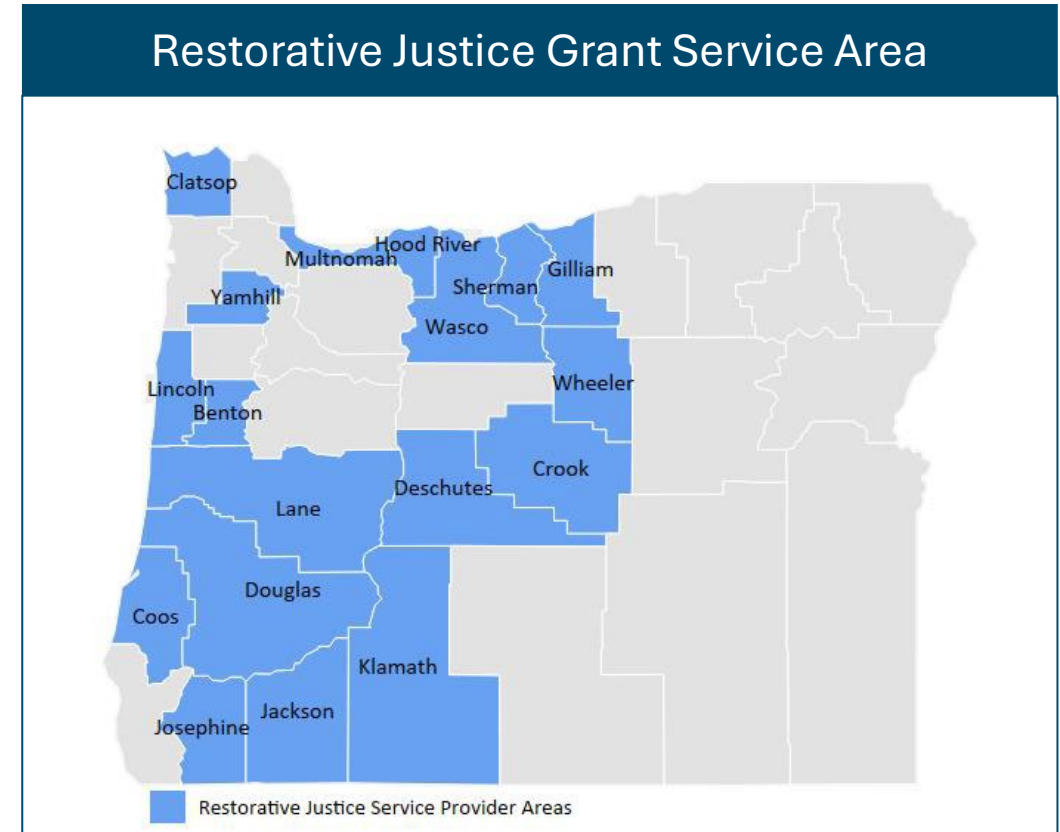 Restorative Justice Grant Service Area
Clatsop
Hood River
Multnomah
Gilliam
Sherman
Yamhill
Wasco
Wheeler
Lincoln
Benton
Crook
Deschutes
Lane
Douglas
Coos
Klamath
Jackson
Josephine
Restorative Justice Service Provider Areas